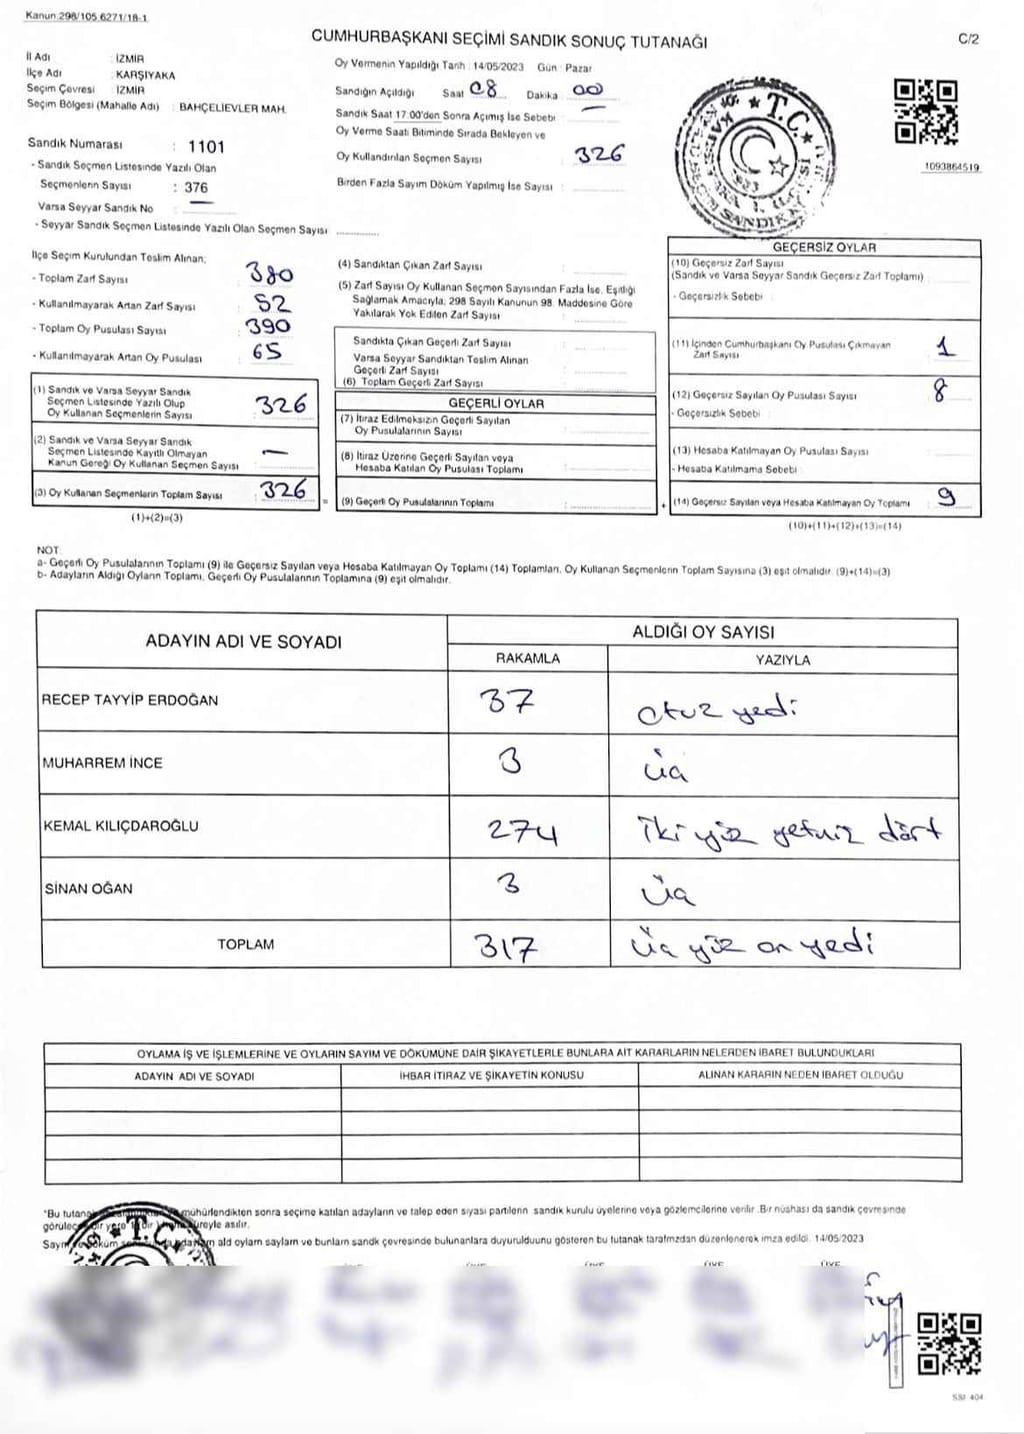 Kanun 298/105.6271/18-1
CUMHURBAŞKANI SEÇİMİ SANDIK SONUÇ TUTANAĞI
C/2
İl Adı : İZMİR
İlçe Adı : KARŞIYAKA
Seçim Çevresi : İZMİR
Seçim Bölgesi (Mahalle Adı) : BAHÇELİEVLER MAH.
Sandık Numarası : 1101
- Sandık Seçmen Listesinde Yazılı Olan
Seçmenlerin Sayısı : 376
Varsa Seyyar Sandık No : —
- Seyyar Sandık Seçmen Listesinde Yazılı Olan Seçmen Sayısı
Oy Vermenin Yapıldığı Tarih : 14/05/2023 Gün : Pazar
Sandığın Açıldığı Saat 08 Dakika 00
Sandık Saat 17:00'den Sonra Açılmış İse Sebebi : —
Oy Verme Saati Bitiminde Sırada Bekleyen ve
Oy Kullandırılan Seçmen Sayısı : 326
Birden Fazla Sayım Döküm Yapılmış İse Sayısı :
T.C.
1093864519
İlçe Seçim Kurulundan Teslim Alınan;
- Toplam Zarf Sayısı : 380
- Kullanılmayarak Artan Zarf Sayısı : 52
- Toplam Oy Pusulası Sayısı : 390
- Kullanılmayarak Artan Oy Pusulası : 65
(1) Sandık ve Varsa Seyyar Sandık
Seçmen Listesinde Yazılı Olup
Oy Kullanan Seçmenlerin Sayısı : 326
(2) Sandık ve Varsa Seyyar Sandık
Seçmen Listesinde Kayıtlı Olmayan
Kanun Gereği Oy Kullanan Seçmen Sayısı : —
(3) Oy Kullanan Seçmenlerin Toplam Sayısı : 326
(1)+(2)=(3)
(4) Sandıktan Çıkan Zarf Sayısı :
(5) Zarf Sayısı Oy Kullanan Seçmen Sayısından Fazla İse, Eşitliği
Sağlamak Amacıyla; 298 Sayılı Kanunun 98. Maddesine Göre
Yakılarak Yok Edilen Zarf Sayısı :
Sandıkta Çıkan Geçerli Zarf Sayısı :
Varsa Seyyar Sandıktan Teslim Alınan
Geçerli Zarf Sayısı :
(6) Toplam Geçerli Zarf Sayısı :
GEÇERLİ OYLAR
(7) İtiraz Edilmeksizin Geçerli Sayılan
Oy Pusulalarının Sayısı :
(8) İtiraz Üzerine Geçerli Sayılan veya
Hesaba Katılan Oy Pusulası Toplamı :
(9) Geçerli Oy Pusulalarının Toplamı :
GEÇERSİZ OYLAR
(10) Geçersiz Zarf Sayısı
(Sandık ve Varsa Seyyar Sandık Geçersiz Zarf Toplamı) :
- Geçersizlik Sebebi :
(11) İçinden Cumhurbaşkanı Oy Pusulası Çıkmayan
Zarf Sayısı : 1
(12) Geçersiz Sayılan Oy Pusulası Sayısı : 8
- Geçersizlik Sebebi :
(13) Hesaba Katılmayan Oy Pusulası Sayısı :
- Hesaba Katılmama Sebebi :
(14) Geçersiz Sayılan veya Hesaba Katılmayan Oy Toplamı : 9
(10)+(11)+(12)+(13)=(14)
NOT:
a- Geçerli Oy Pusulalarının Toplamı (9) ile Geçersiz Sayılan veya Hesaba Katılmayan Oy Toplamı (14) Toplamları, Oy Kullanan Seçmenlerin Toplam Sayısına (3) eşit olmalıdır. (9)+(14)=(3)
b- Adayların Aldığı Oyların Toplamı, Geçerli Oy Pusulalarının Toplamına (9) eşit olmalıdır.
ADAYIN ADI VE SOYADI
ALDIĞI OY SAYISI
RAKAMLA YAZIYLA
RECEP TAYYİP ERDOĞAN 37 otuz yedi
MUHARREM İNCE 3 üç
KEMAL KILIÇDAROĞLU 274 iki yüz yetmiz dört
SİNAN OĞAN 3 üç
TOPLAM 317 üç yüz on yedi
OYLAMA İŞ VE İŞLEMLERİNE VE OYLARIN SAYIM VE DÖKÜMÜNE DAİR ŞİKAYETLERLE BUNLARA AİT KARARLARIN NELERDEN İBARET BULUNDUKLARI
ADAYIN ADI VE SOYADI İHBAR İTİRAZ VE ŞİKAYETİN KONUSU ALINAN KARARIN NEDEN İBARET OLDUĞU
*Bu tutanak mühürlendikten sonra seçime katılan adayların ve talep eden siyasi partilerin sandık kurulu üyelerine veya gözlemcilerine verilir. Bir nüshası da sandık çevresinde
süreyle asılır.
ald oylam saylam ve bunlam sandk çevresinde bulunanlara duyurulduunu gösteren bu tutanak tarafmzdan düzenlenerek imza edildi. 14/05/2023
T.C.
SSI 404